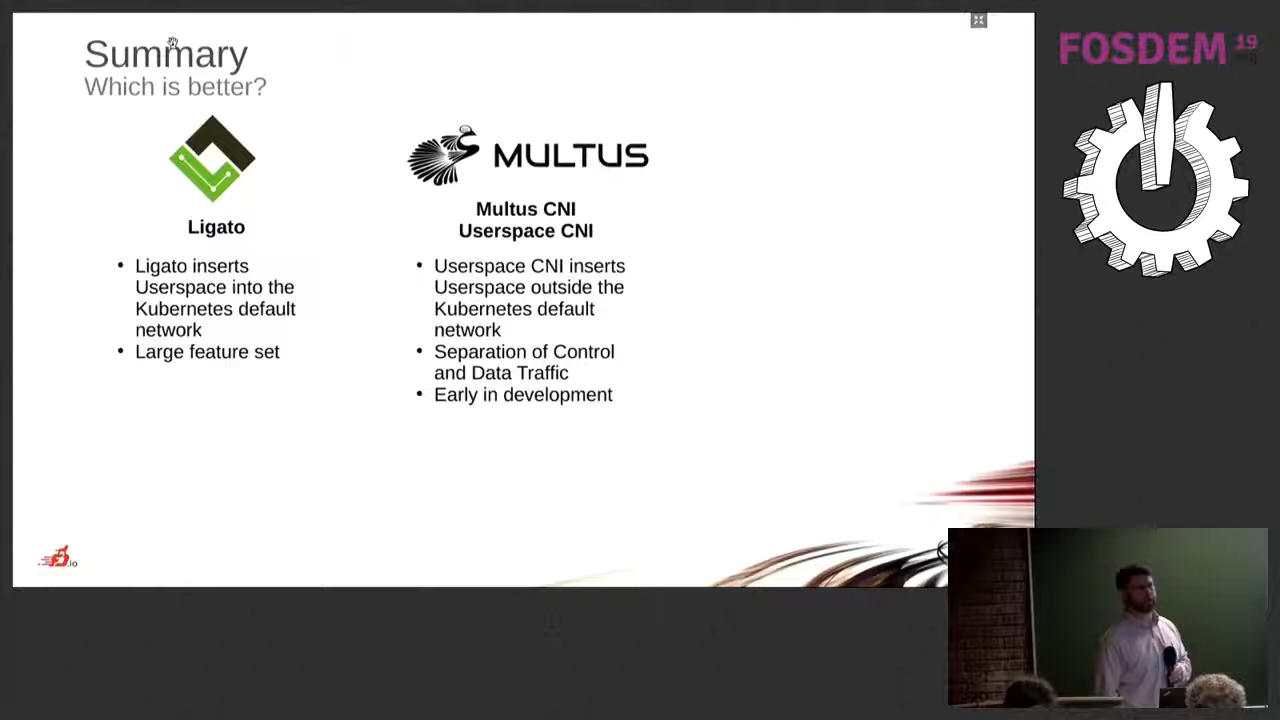 Summary
Which is better?
MULTUS
Ligato
Multus CNI
Userspace CNI
• Ligato inserts
Userspace into the
Kubernetes default
network
• Large feature set
• Userspace CNI inserts
Userspace outside the
Kubernetes default
network
• Separation of Control
and Data Traffic
• Early in development
.io
FOSDEM 19